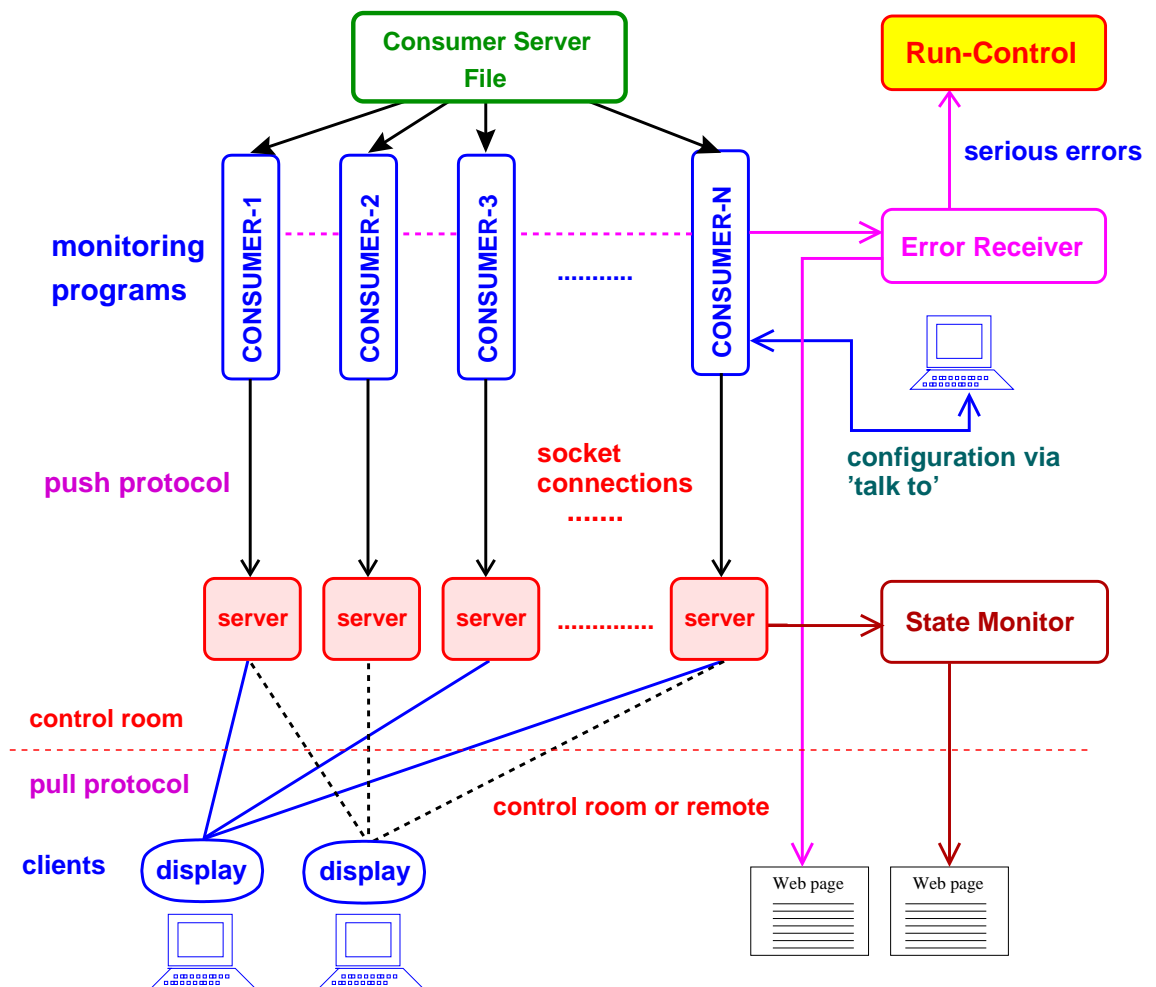 Consumer Server
File
Run-Control
serious errors
CONSUMER-1
CONSUMER-2
CONSUMER-3
...........
CONSUMER-N
monitoring
programs
Error Receiver
push protocol
socket
connections
.......
configuration via
’talk to’
server
server
server
.............
server
State Monitor
control room
pull protocol
control room or remote
clients
display
display
Web page
Web page